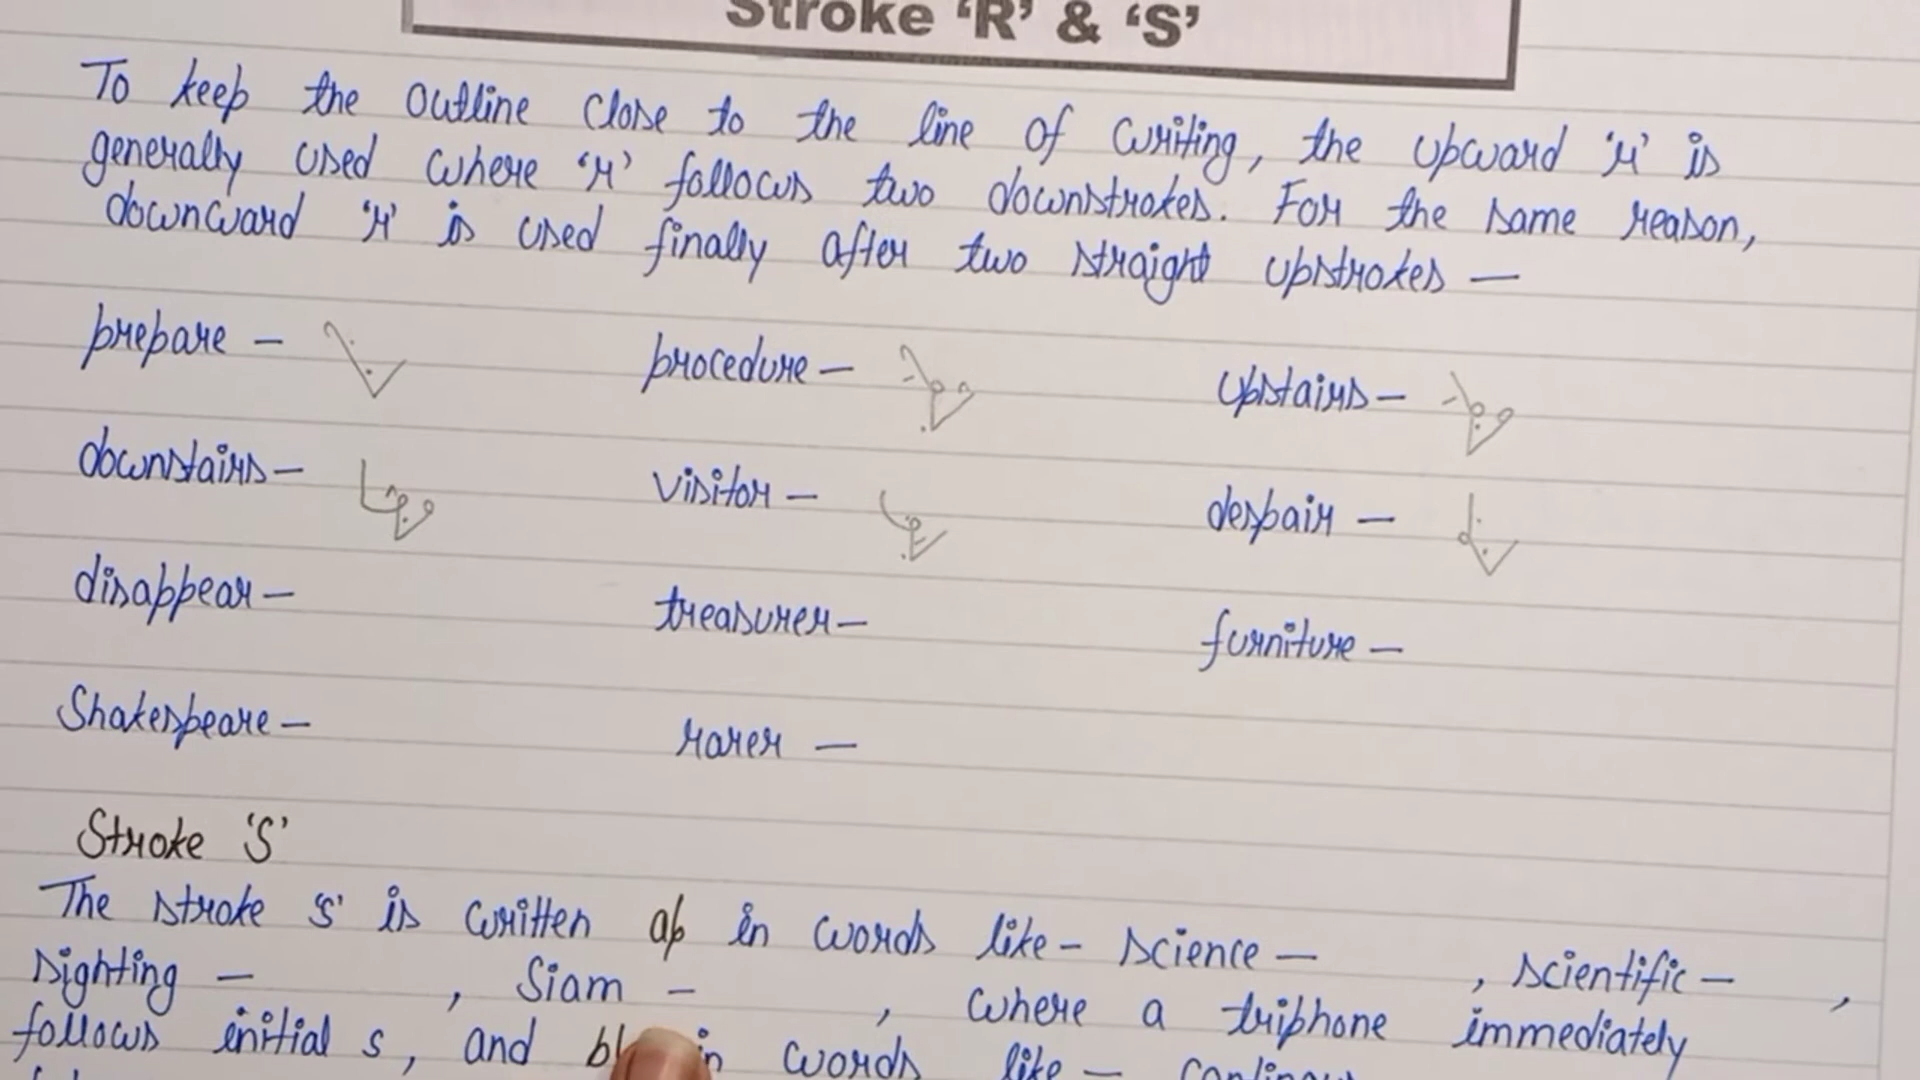 Stroke ‘R’ & ‘S’
To keep the outline close to the line of writing, the upward ‘r’ is
generally used where ‘r’ follows two downstrokes. For the same reason,
downward ‘r’ is used finally after two straight upstrokes —
prepare — procedure — upstairs —
downstairs — visitor — despair —
disappear — treasurer — furniture —
Shakespeare — rarer —
Stroke ‘S’
The stroke ‘s’ is written in words like - science — , scientific — ,
sighting — , Siam — , where a triphone immediately
follows initial s, and in words like —